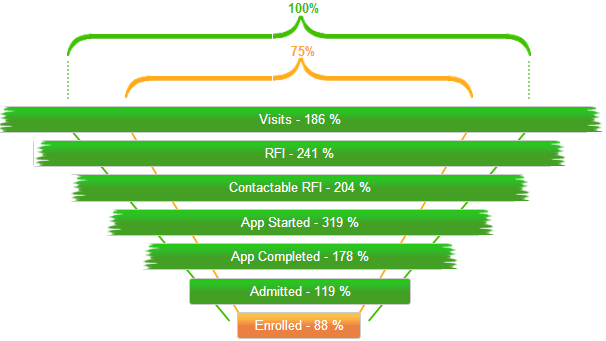 100%
75%
Visits - 186 %
RFI - 241 %
Contactable RFI - 204 %
App Started - 319 %
App Completed - 178 %
Admitted - 119 %
Enrolled - 88 %